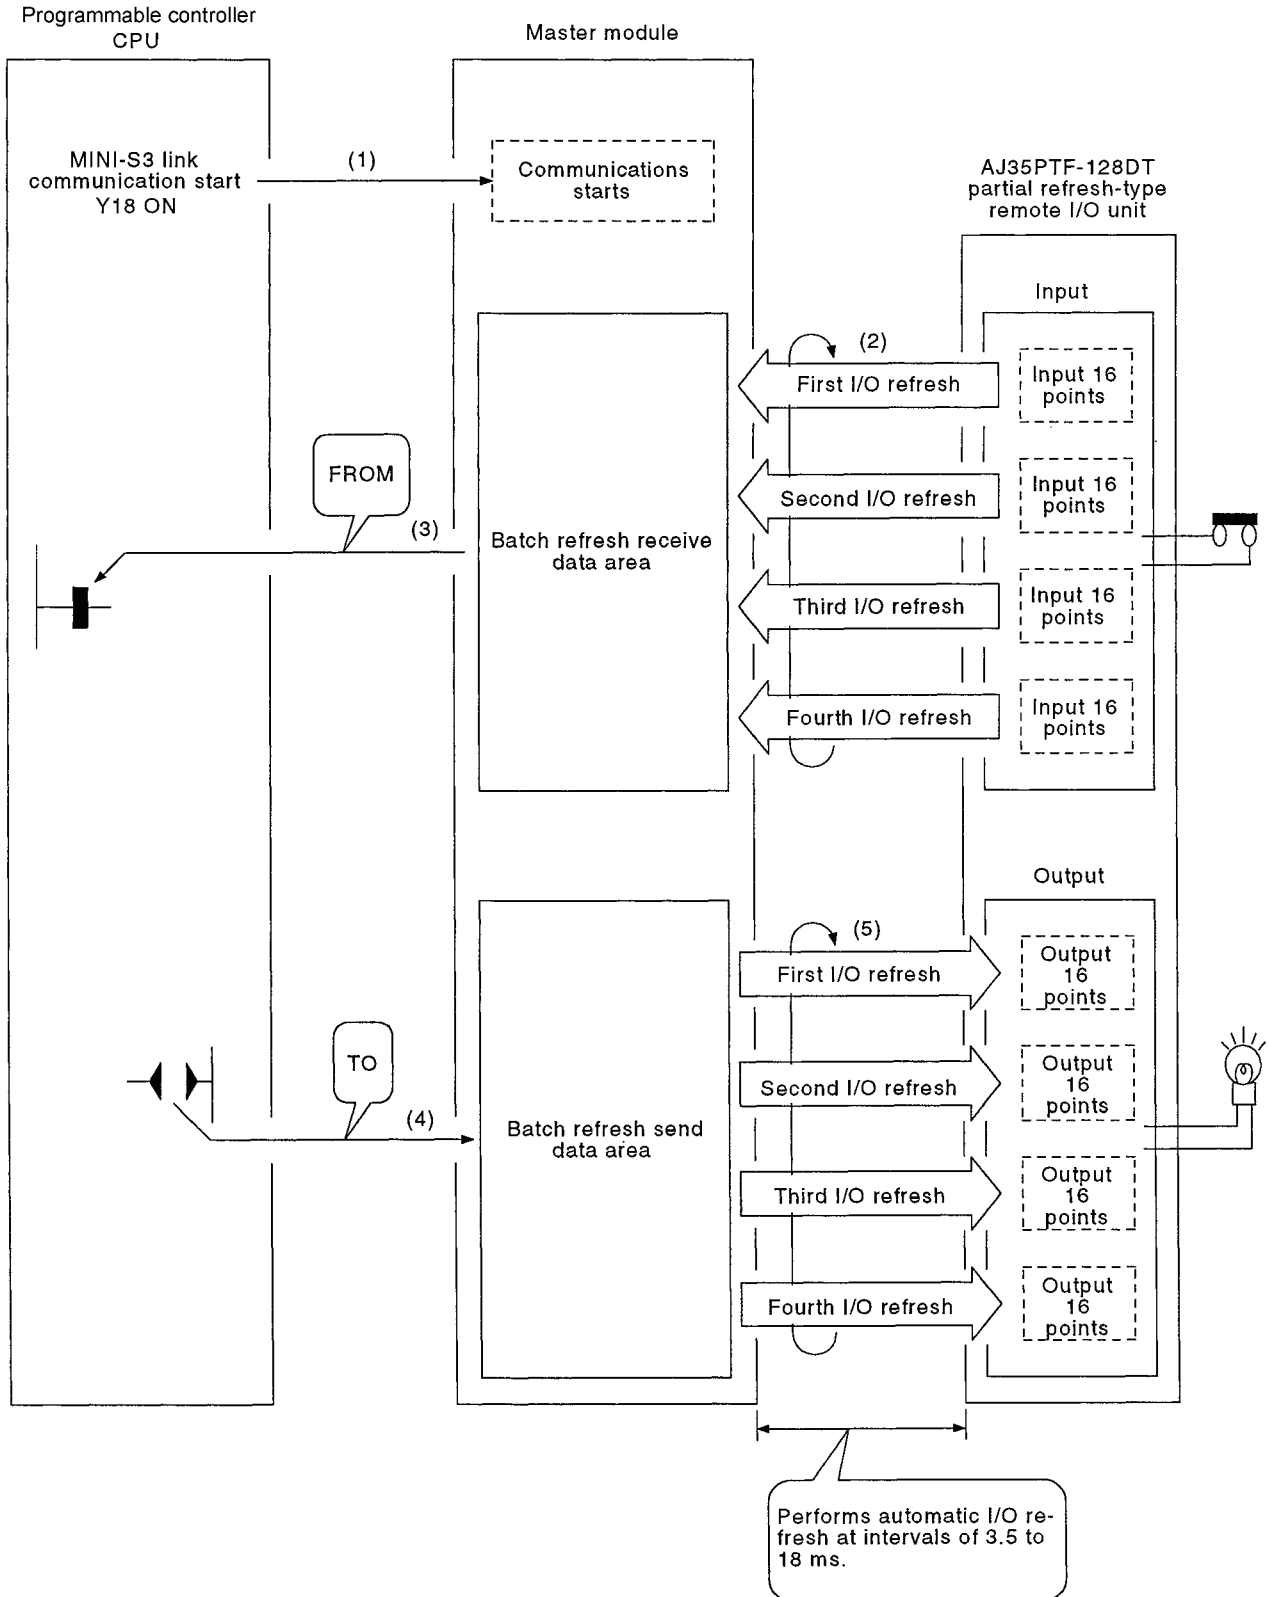 Programmable controller
CPU
Master module
MINI-S3 link
communication start
Y18 ON
(1)
Communications
starts
AJ35PTF-128DT
partial refresh-type
remote I/O unit
Input
(2)
First I/O refresh
Input 16
points
FROM
Second I/O refresh
Input 16
points
(3)
Batch refresh receive
data area
Third I/O refresh
Input 16
points
Fourth I/O refresh
Input 16
points
Output
(5)
First I/O refresh
Output
16
points
TO
Second I/O refresh
Output
16
points
(4)
Batch refresh send
data area
Third I/O refresh
Output
16
points
Fourth I/O refresh
Output
16
points
Performs automatic I/O re-
fresh at intervals of 3.5 to
18 ms.